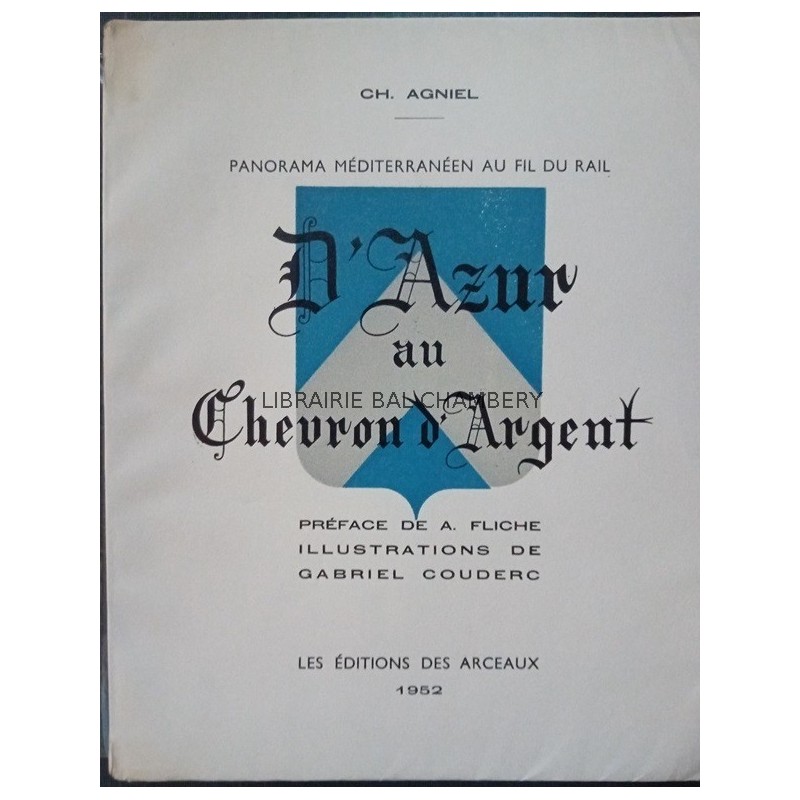 CH. AGNIEL
PANORAMA MÉDITERRANÉEN AU FIL DU RAIL
D'Azur
au
LIBRAIRIE BAL CHAMBERY
Chevron d'Argent
PRÉFACE DE A. FLICHE
ILLUSTRATIONS DE
GABRIEL COUDERC
LES ÉDITIONS DES ARCEAUX
1952